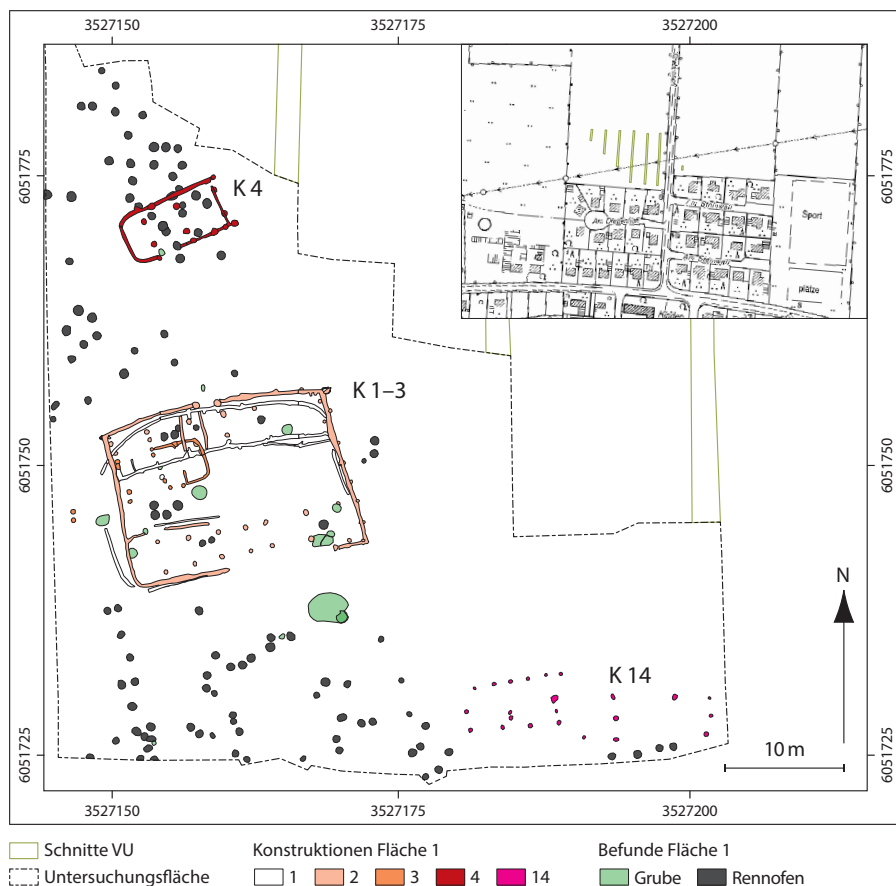 3527150 3527175 3527200
6051775 6051775
K 4
Sport
plätze
K 1–3
6051750 6051750
N
K 14
6051725 6051725
10 m
3527150 3527175 3527200
Schnitte VU Konstruktionen Fläche 1 Befunde Fläche 1
Untersuchungsfläche 1 2 3 4 14 Grube Rennofen